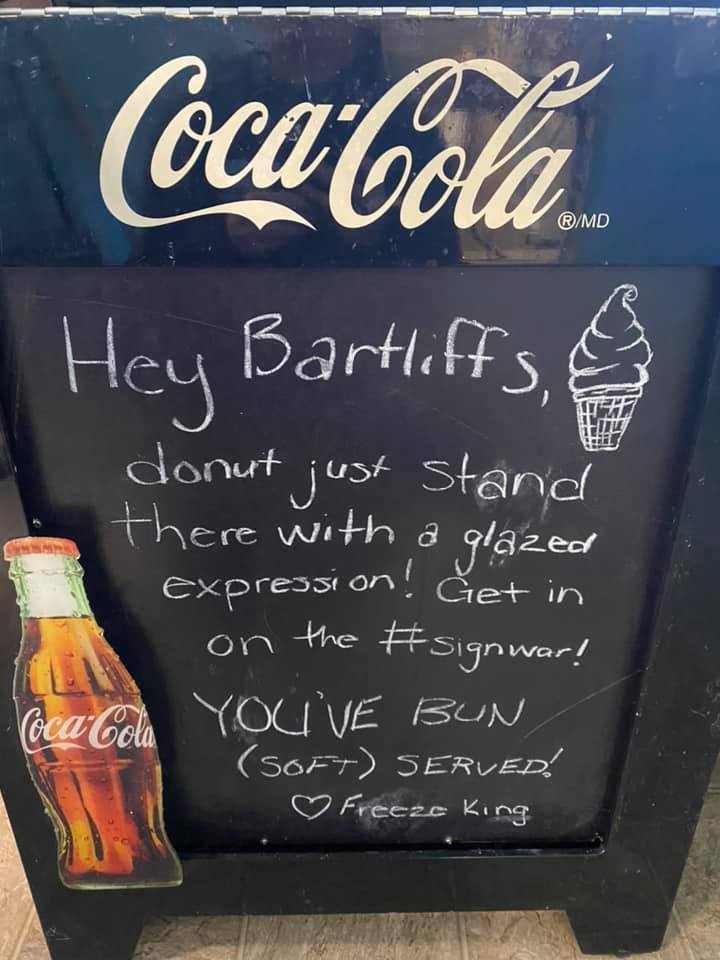 Coca-Cola
®/MD
Hey Bartliffs,
donut just stand
there with a glazed
expression! Get in
on the #signwar!
YOU'VE BUN
(SOFT) SERVED!
♡ Freeze King
Coca-Cola